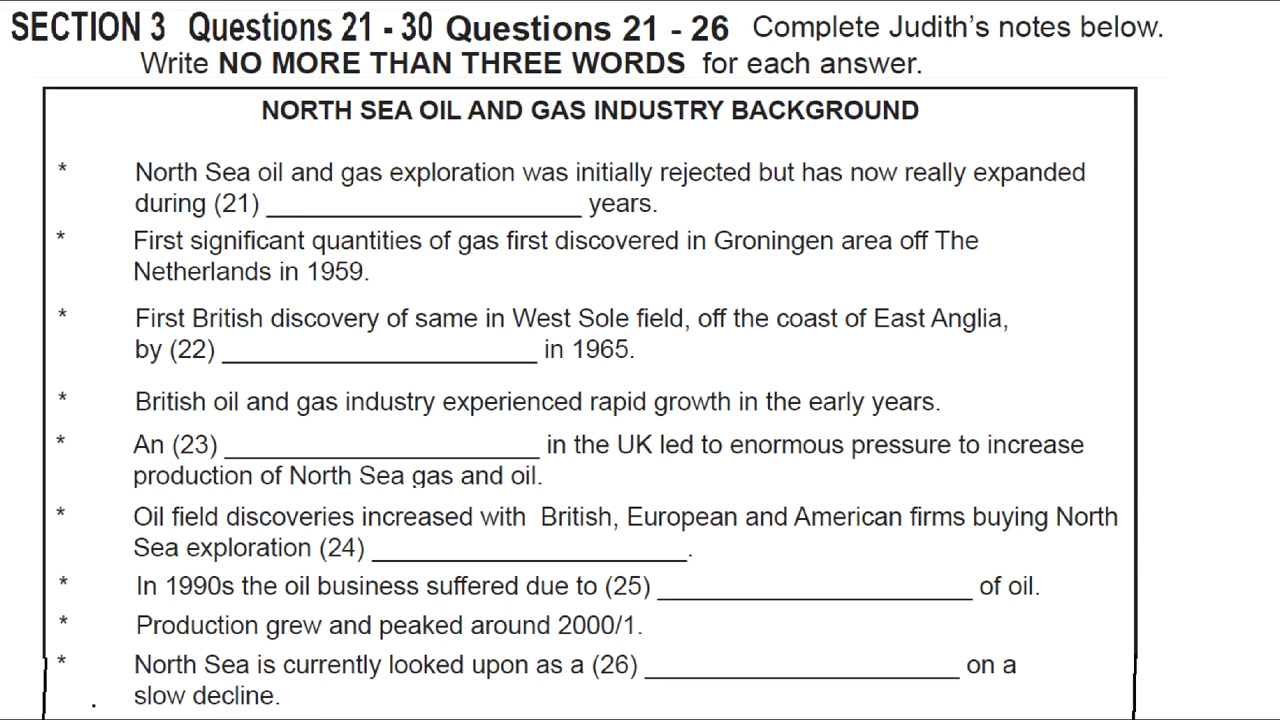 SECTION 3 Questions 21 - 30 Questions 21 - 26 Complete Judith's notes below.
Write NO MORE THAN THREE WORDS for each answer.
NORTH SEA OIL AND GAS INDUSTRY BACKGROUND
* North Sea oil and gas exploration was initially rejected but has now really expanded
during (21) ______________________ years.
* First significant quantities of gas first discovered in Groningen area off The
Netherlands in 1959.
* First British discovery of same in West Sole field, off the coast of East Anglia,
by (22) ______________________ in 1965.
* British oil and gas industry experienced rapid growth in the early years.
* An (23) ______________________ in the UK led to enormous pressure to increase
production of North Sea gas and oil.
* Oil field discoveries increased with British, European and American firms buying North
Sea exploration (24) ______________________.
* In 1990s the oil business suffered due to (25) ______________________ of oil.
* Production grew and peaked around 2000/1.
* North Sea is currently looked upon as a (26) ______________________ on a
. slow decline.